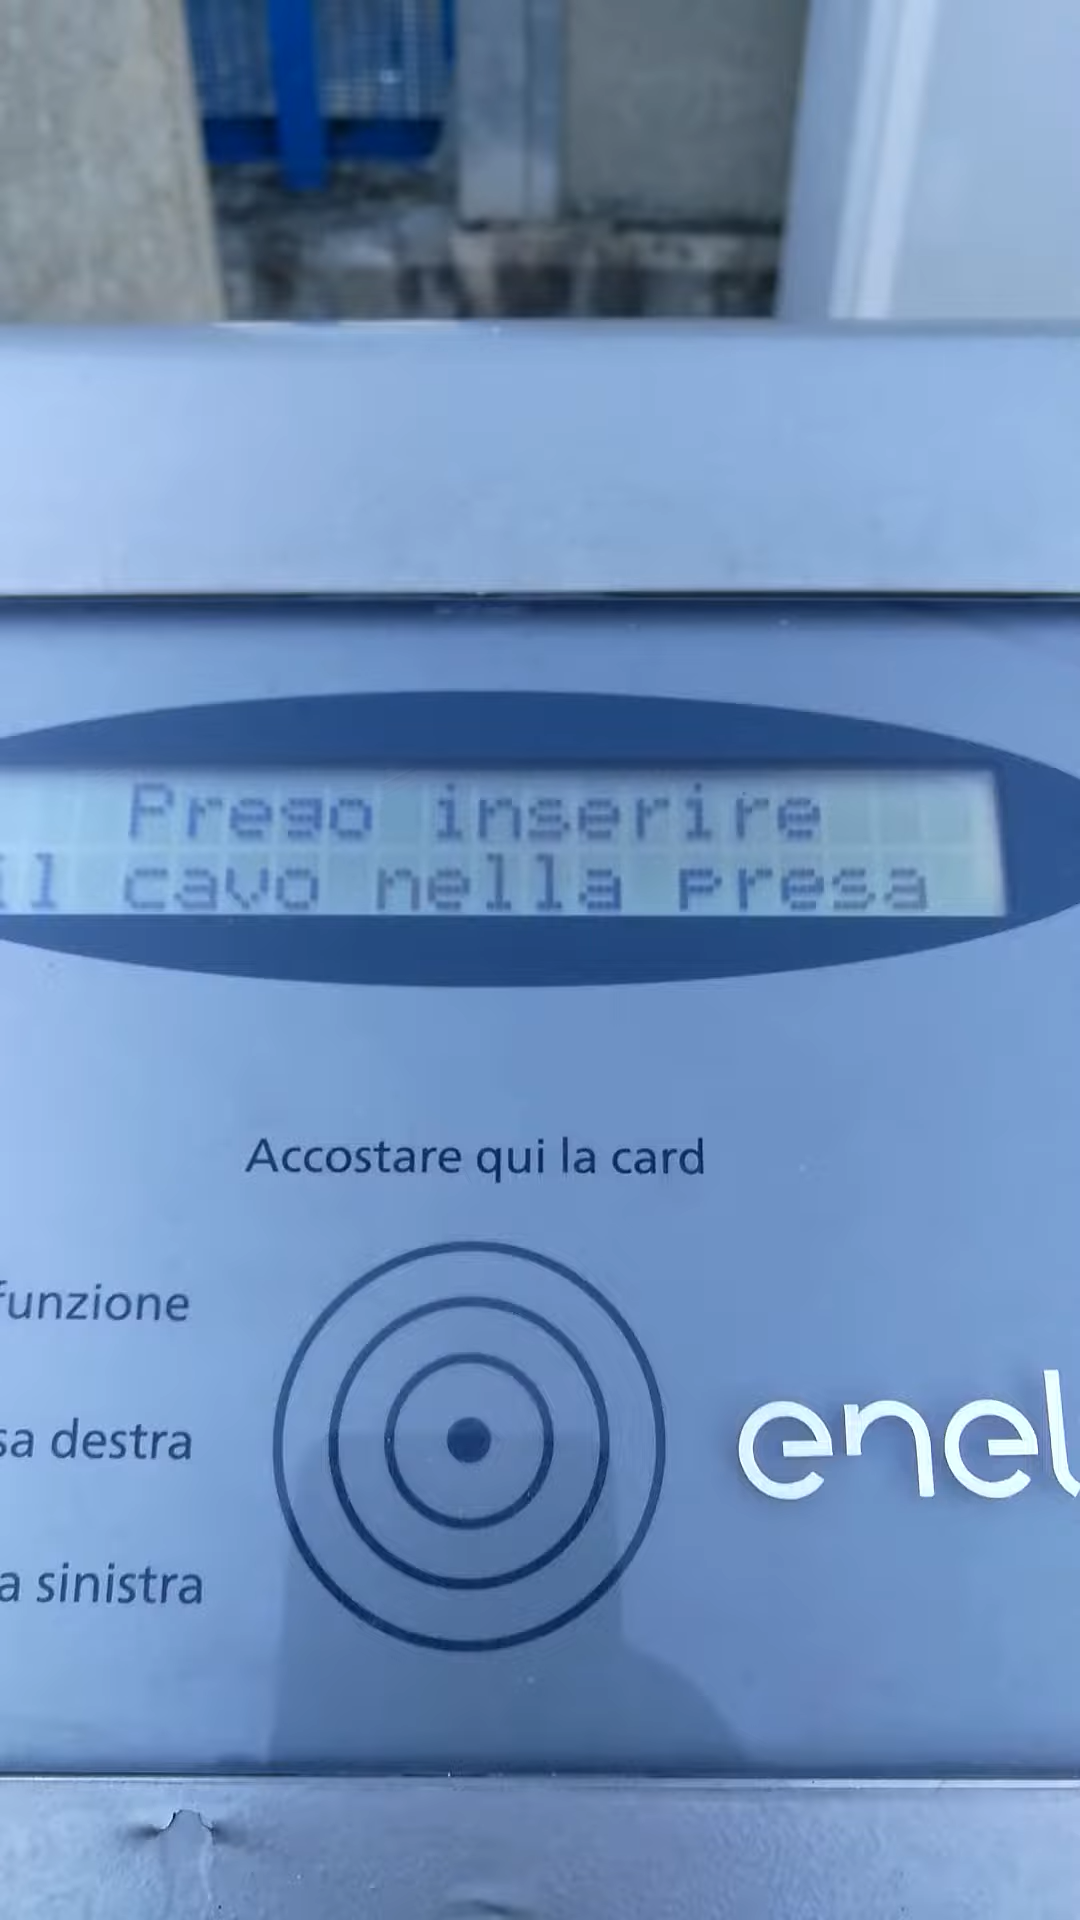 Prego inserire
il cavo nella presa
Accostare qui la card
funzione
sa destra
enel
a sinistra